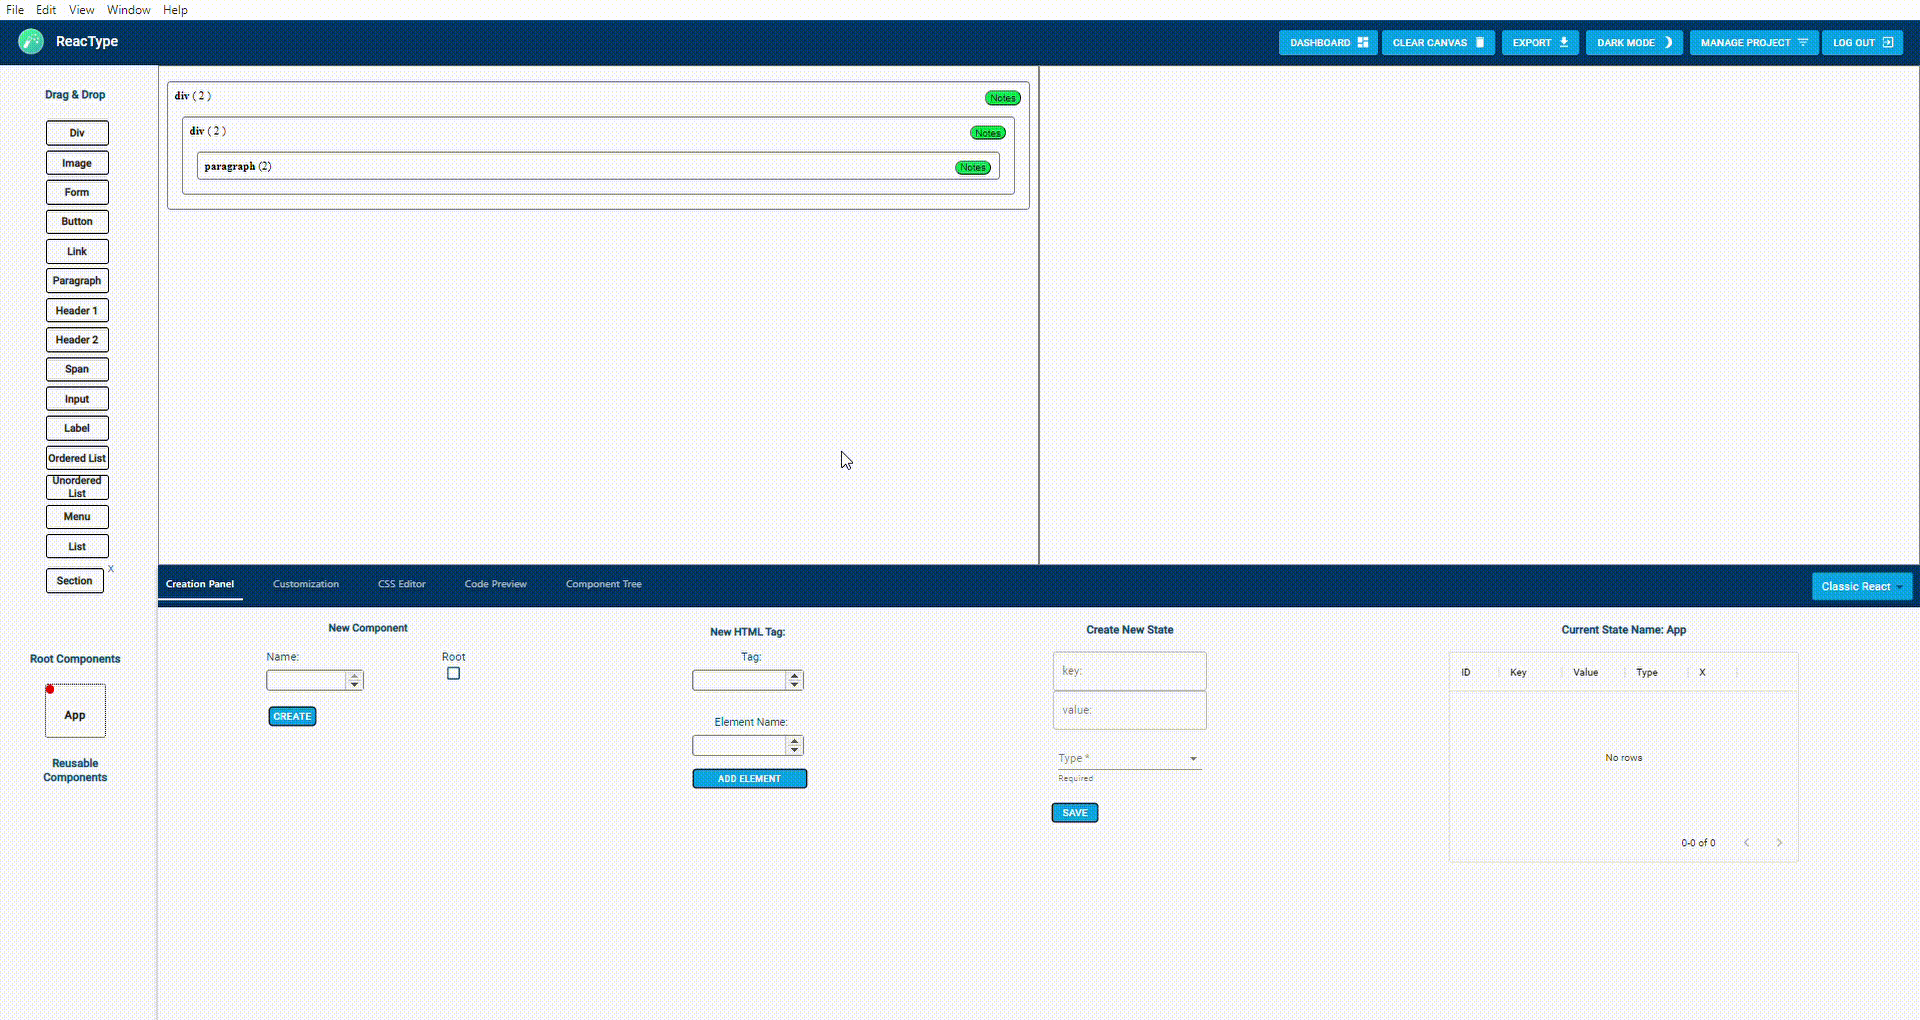 File Edit View Window Help
ReacType
DASHBOARD
CLEAR CANVAS
EXPORT
DARK MODE
MANAGE PROJECT
LOG OUT
Drag & Drop
Div
Image
Form
Button
Link
Paragraph
Header 1
Header 2
Span
Input
Label
Ordered List
Unordered
List
Menu
List
X
Section
Root Components
App
Reusable
Components
div ( 2 )
Notes
div ( 2 )
Notes
paragraph (2)
Notes
Creation Panel
Customization
CSS Editor
Code Preview
Component Tree
Classic React
New Component
Name:
Root
CREATE
New HTML Tag:
Tag:
Element Name:
ADD ELEMENT
Create New State
key:
value:
Type *
Required
SAVE
Current State Name: App
ID Key Value Type X
No rows
0-0 of 0